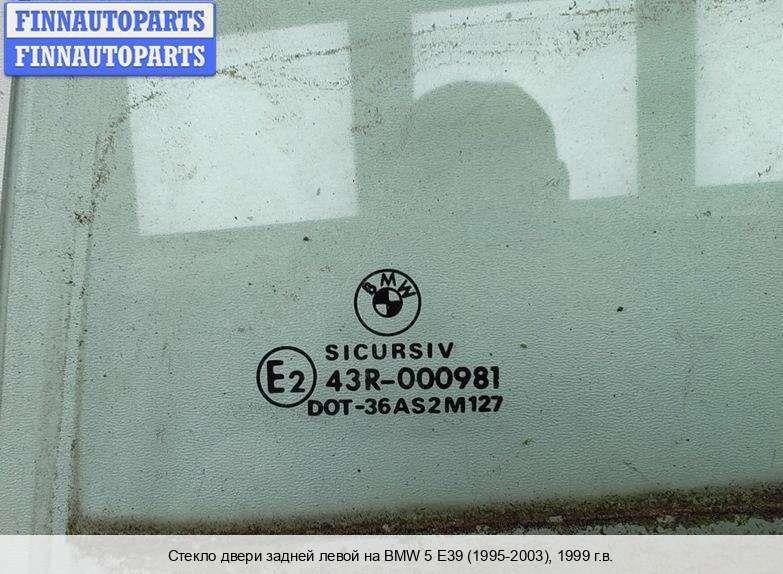 FINNAUTOPARTS
FINNAUTOPARTS
BMW
SICURSIV
E2 43R-000981
DOT-36AS2M127
Стекло двери задней левой на BMW 5 E39 (1995-2003), 1999 г.в.